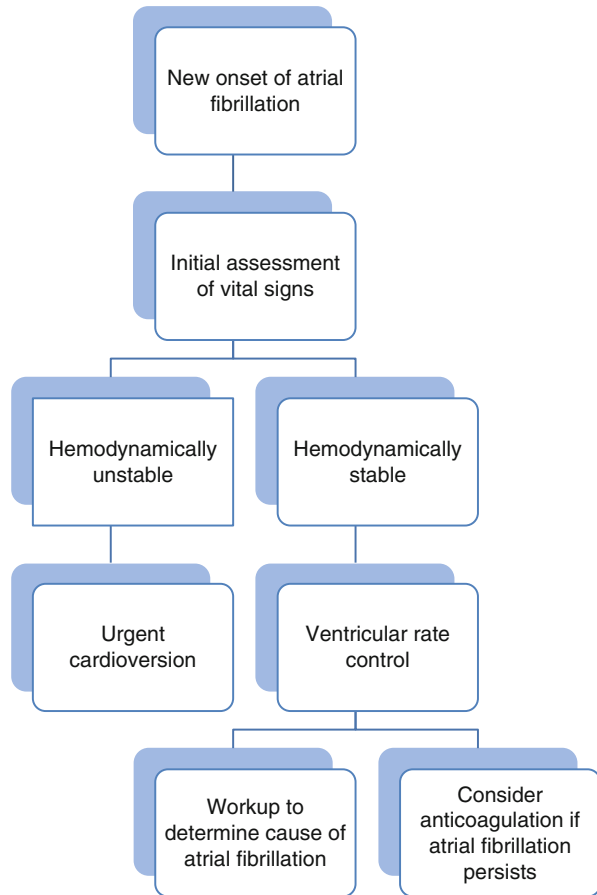 New onset of atrial
fibrillation
Initial assessment
of vital signs
Hemodynamically
unstable
Hemodynamically
stable
Urgent
cardioversion
Ventricular rate
control
Workup to
determine cause of
atrial fibrillation
Consider
anticoagulation if
atrial fibrillation
persists